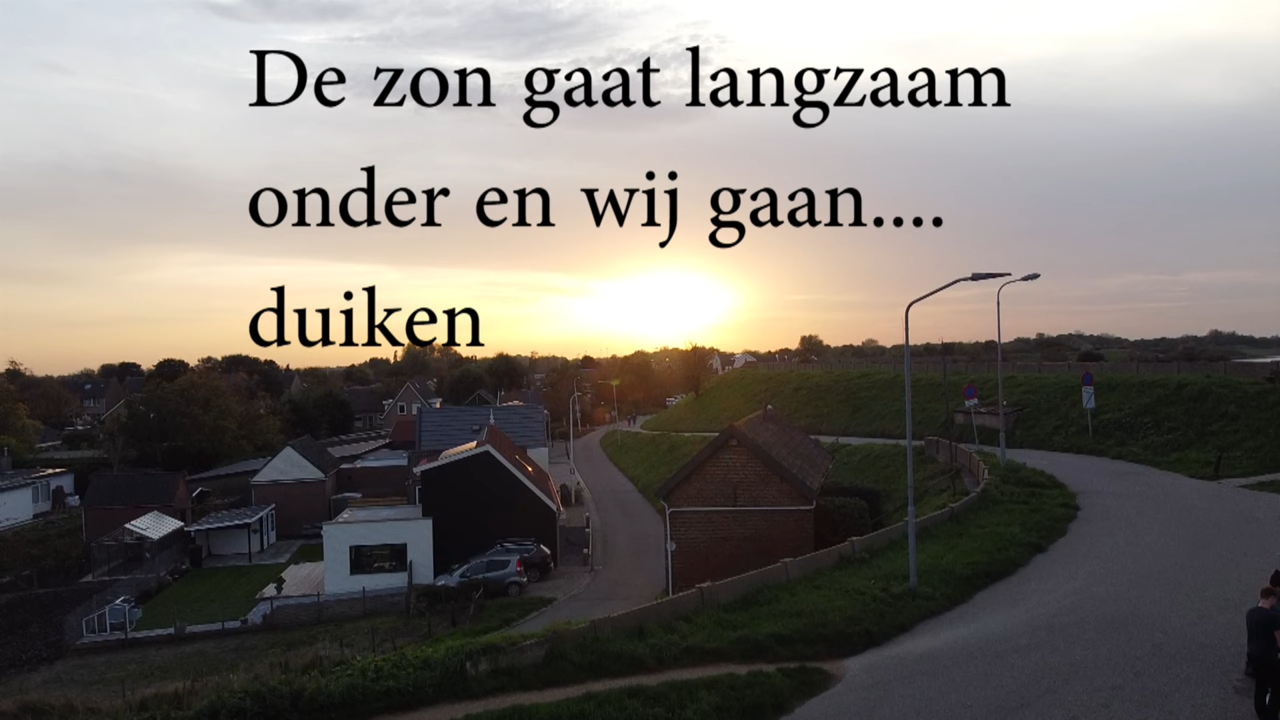 De zon gaat langzaam
onder en wij gaan....
duiken